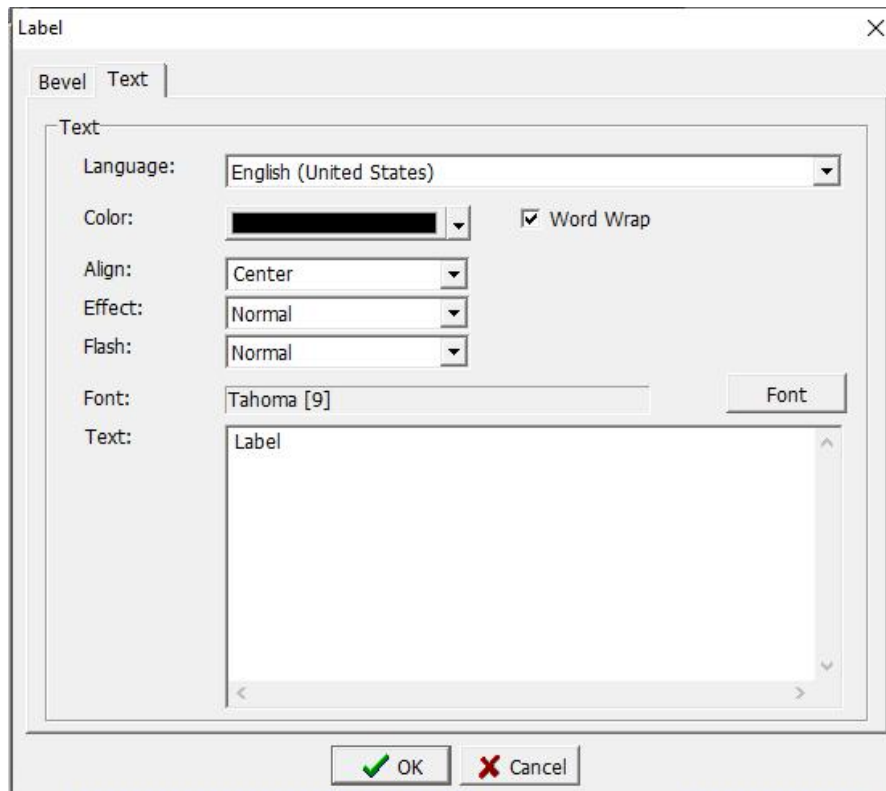 Label
Bevel Text
Text
Language: English (United States)
Color: Word Wrap
Align: Center
Effect: Normal
Flash: Normal
Font: Tahoma [9] Font
Text: Label
OK Cancel